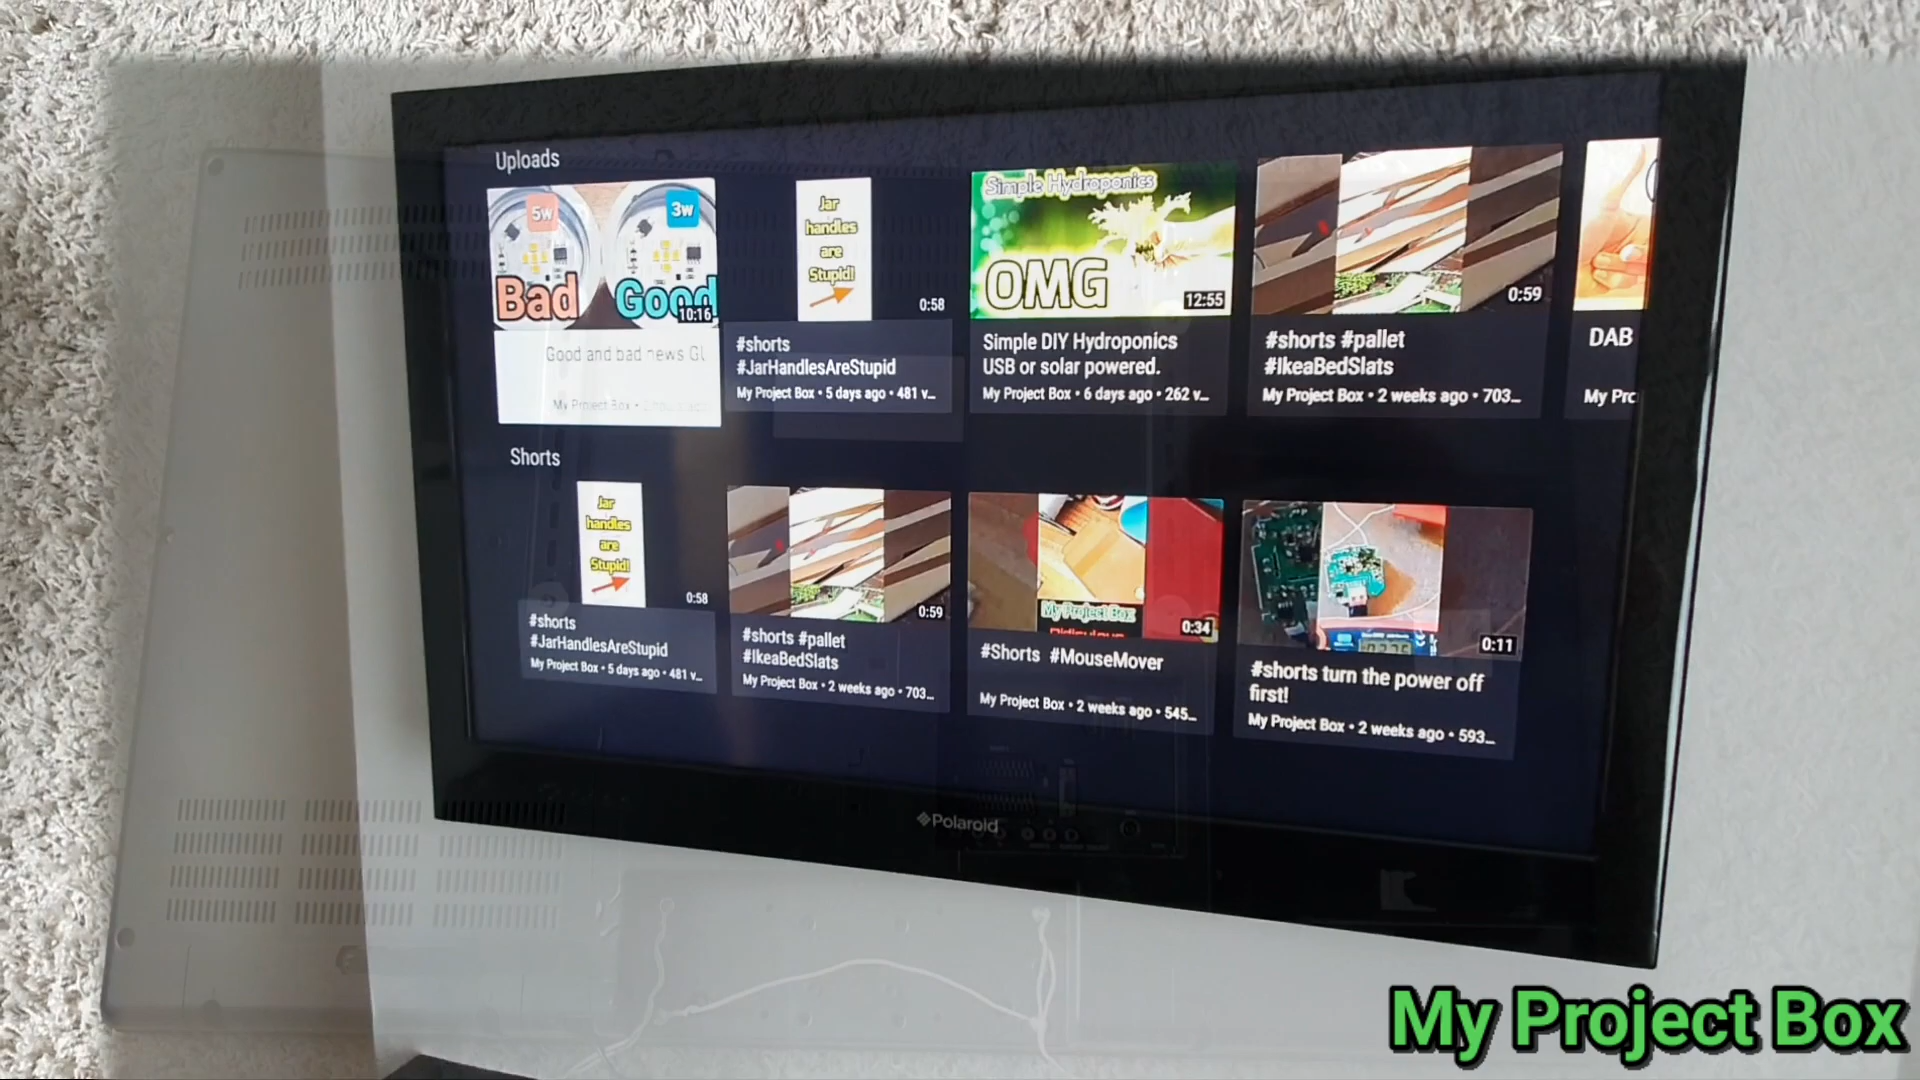 Uploads
5w
3w
Bad
Good
10:16
Good and bad news Gl
My Project Box •
Jar
handles
are
Stupid!
0:58
#shorts
#JarHandlesAreStupid
My Project Box • 5 days ago • 481 v...
Simple Hydroponics
OMG
12:55
Simple DIY Hydroponics
USB or solar powered.
My Project Box • 6 days ago • 262 v...
0:59
#shorts #pallet
#IkeaBedSlats
My Project Box • 2 weeks ago • 703...
DAB
My Prc
Shorts
Jar
handles
are
Stupid!
0:58
#shorts
#JarHandlesAreStupid
My Project Box • 5 days ago • 481 v...
0:59
#shorts #pallet
#IkeaBedSlats
My Project Box • 2 weeks ago • 703...
My Project Box
0:34
#Shorts #MouseMover
My Project Box • 2 weeks ago • 545...
0:11
#shorts turn the power off
first!
My Project Box • 2 weeks ago • 593...
Polaroid
My Project Box